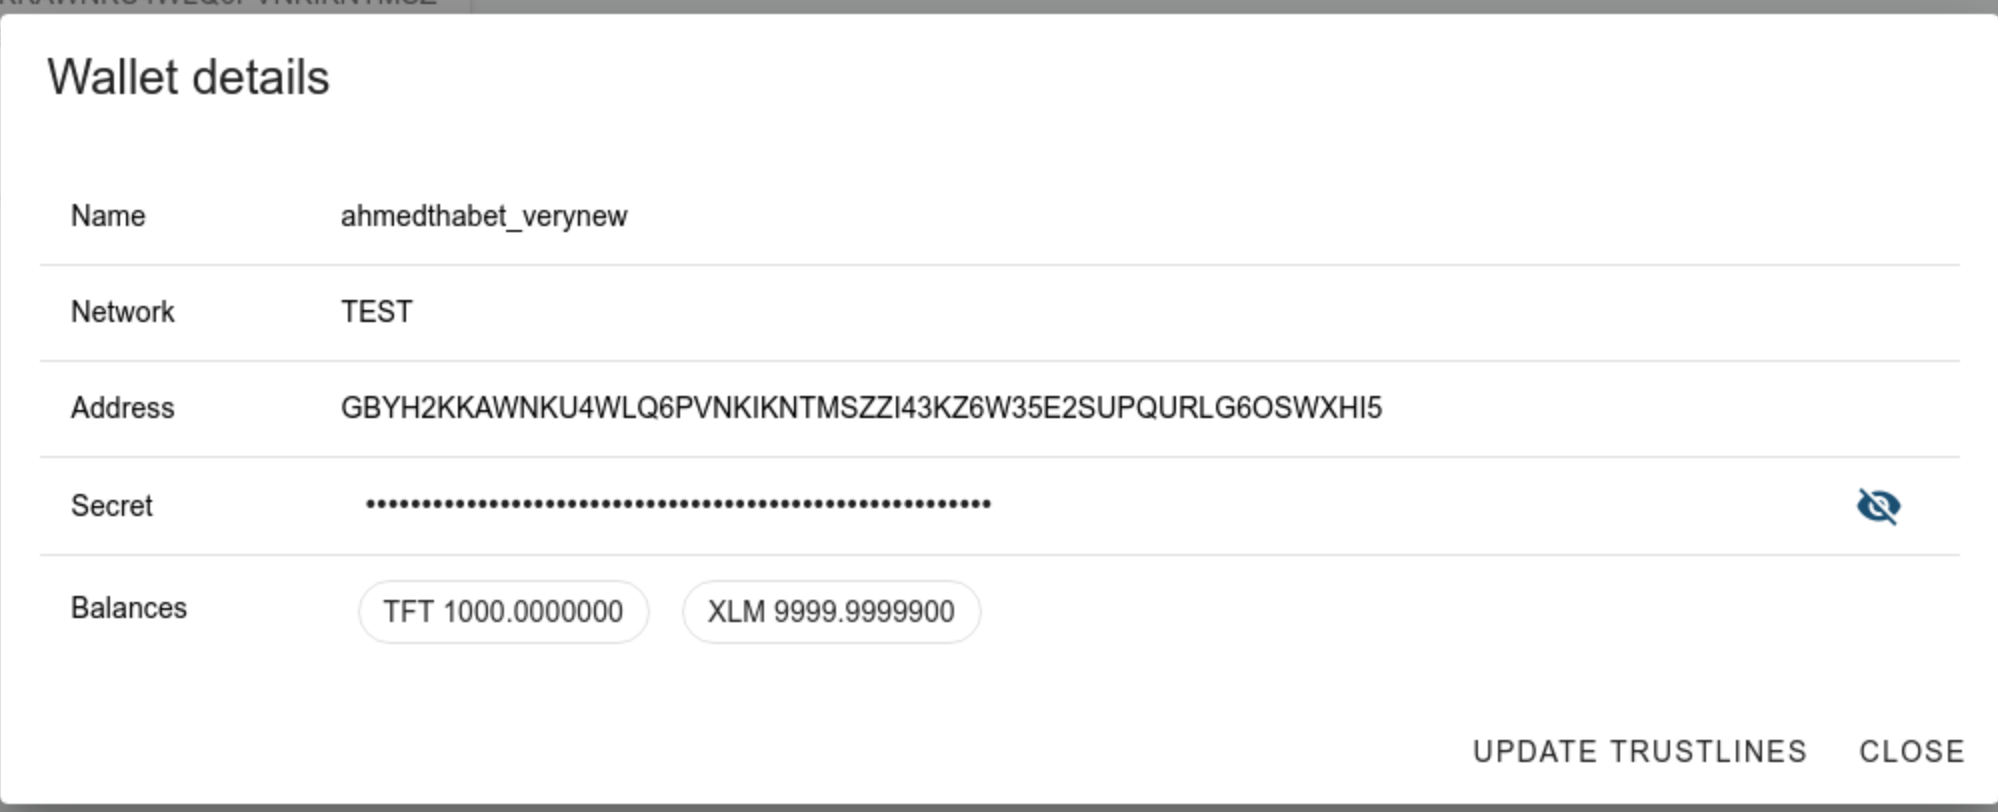 Wallet details
Name ahmedthabet_verynew
Network TEST
Address GBYH2KKAWNKU4WLQ6PVNKIKNTMSZZI43KZ6W35E2SUPQURLG6OSWXHI5
Secret ••••••••••••••••••••••••••••••••••••••••••••••••••••••••
Balances TFT 1000.0000000 XLM 9999.9999900
UPDATE TRUSTLINES CLOSE